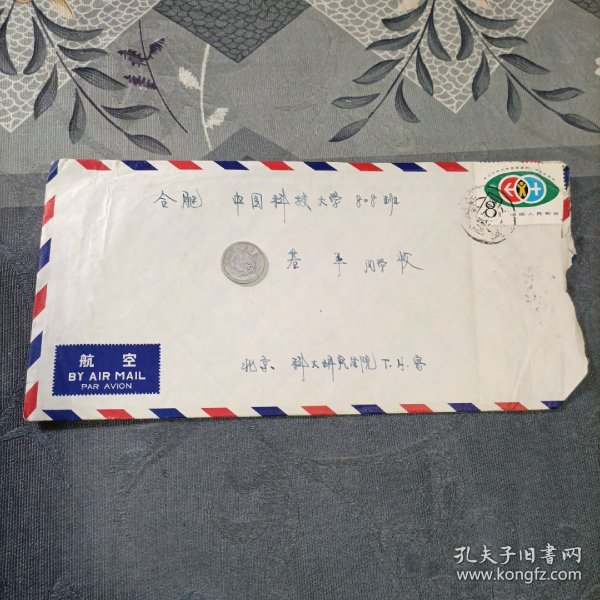 合肥 中国科技大学 808班
中国人民邮政
平 同学 收
航空
BY AIR MAIL
PAR AVION
北京 科大研究生院 T.H.寄
孔夫子旧书网
www.kongfz.com